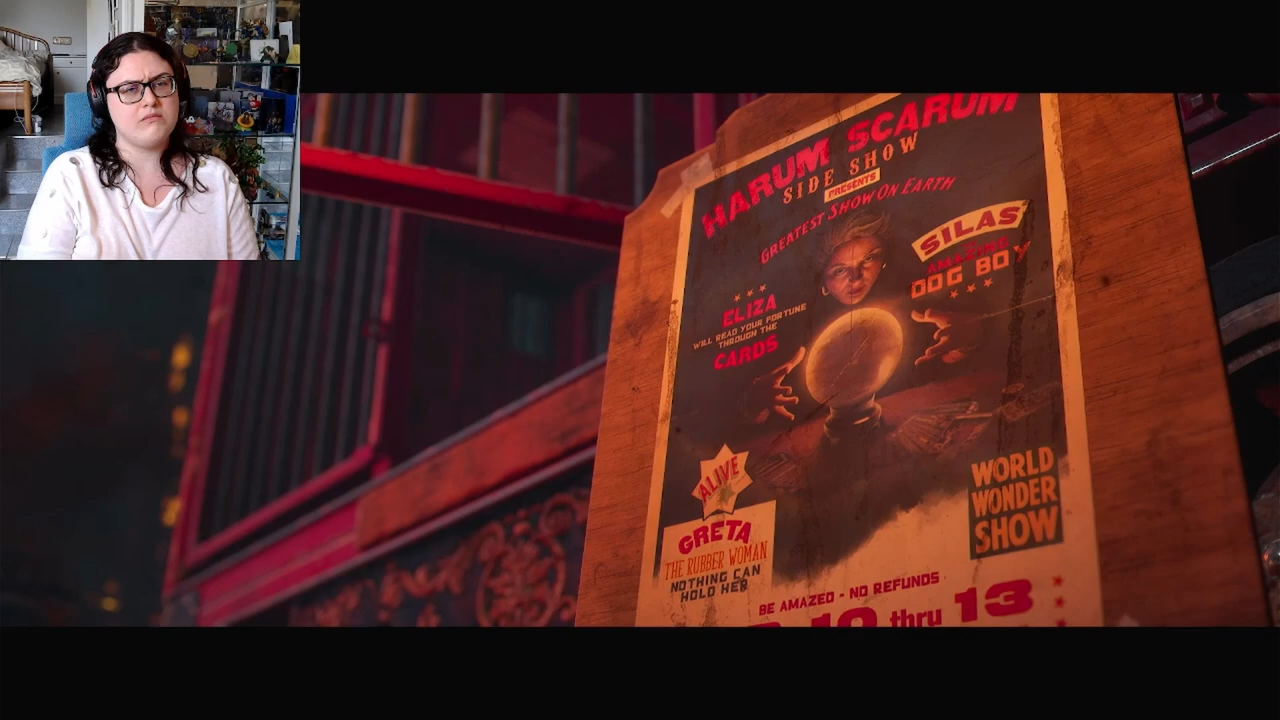 HARUM SCARUM
SIDE SHOW
PRESENTS
GREATEST SHOW ON EARTH
SILAS
AMAZING
DOG BOY
ELIZA
WILL READ YOUR FORTUNE
THROUGH THE
CARDS
ALIVE
GRETA
THE RUBBER WOMAN
NOTHING CAN
HOLD HER
WORLD
WONDER
SHOW
BE AMAZED - NO REFUNDS
10 thru 13